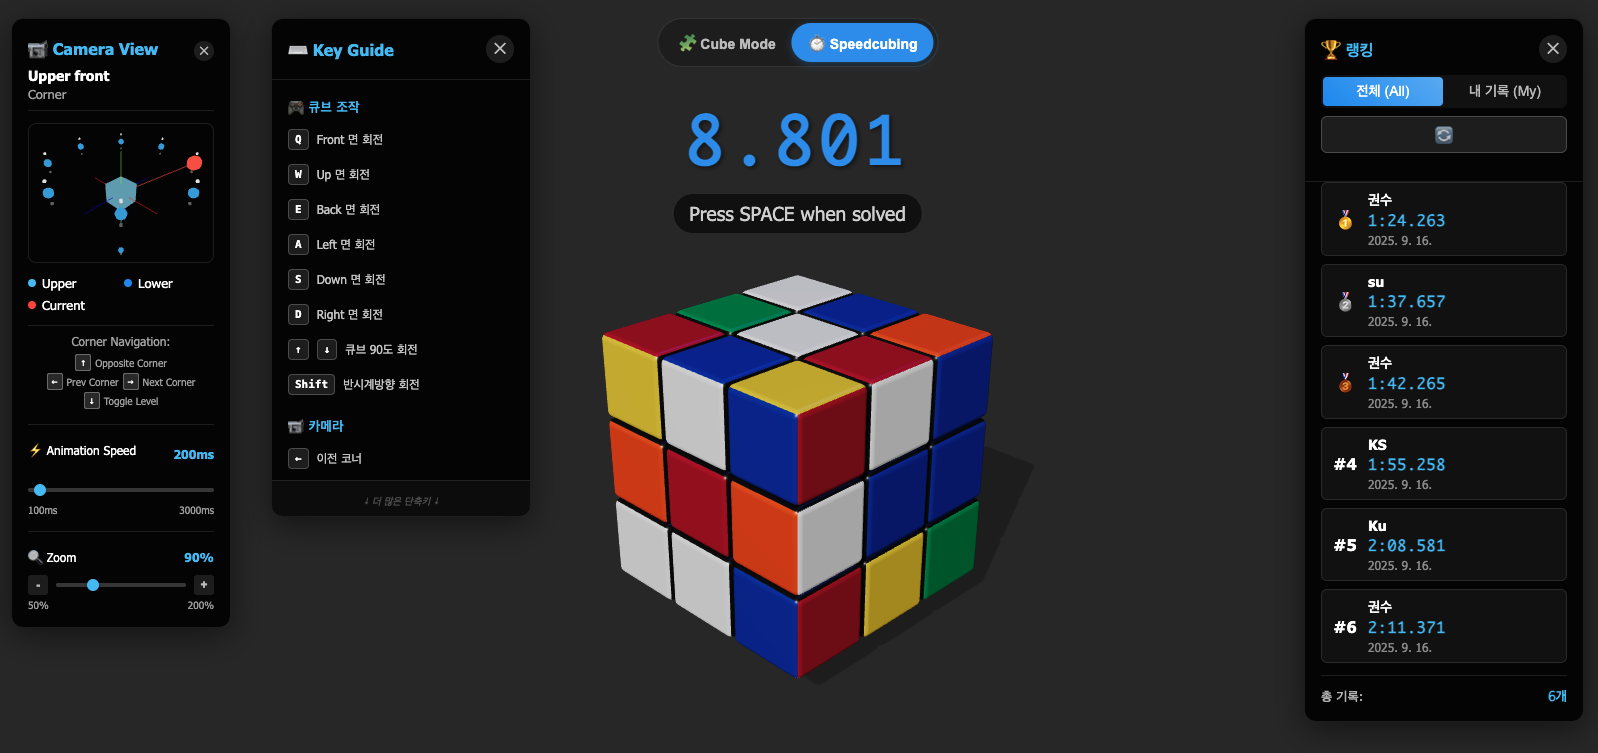 Camera View
Upper front
Corner
Upper
Lower
Current
Corner Navigation:
↑ Opposite Corner
← Prev Corner → Next Corner
↓ Toggle Level
Animation Speed
200ms
100ms
3000ms
Zoom
90%
-
+
50%
200%
Key Guide
큐브 조작
Q Front 면 회전
W Up 면 회전
E Back 면 회전
A Left 면 회전
S Down 면 회전
D Right 면 회전
↑ ↓ 큐브 90도 회전
Shift 반시계방향 회전
카메라
← 이전 코너
↓ 더 많은 단축키 ↓
Cube Mode
Speedcubing
8.801
Press SPACE when solved
랭킹
전체 (All)
내 기록 (My)
권수
1:24.263
2025. 9. 16.
su
1:37.657
2025. 9. 16.
권수
1:42.265
2025. 9. 16.
#4
KS
1:55.258
2025. 9. 16.
#5
Ku
2:08.581
2025. 9. 16.
#6
권수
2:11.371
2025. 9. 16.
총 기록:
6개